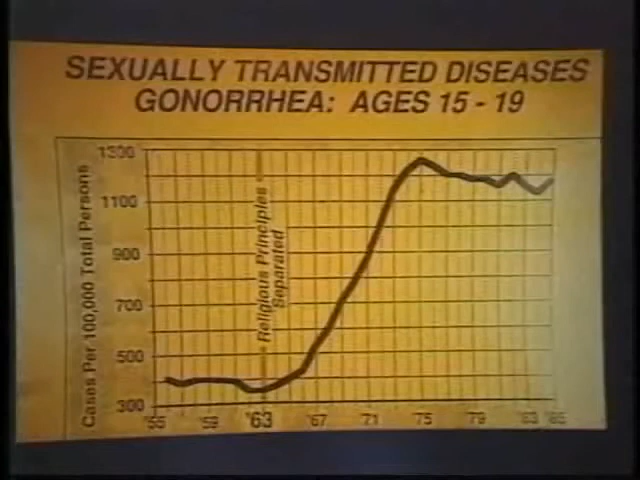 SEXUALLY TRANSMITTED DISEASES
GONORRHEA: AGES 15 - 19
Cases Per 100,000 Total Persons
1300
1100
900
700
500
300
Religious Principles
Separated
'55 '59 '63 '67 '71 '75 '79 '83 '85